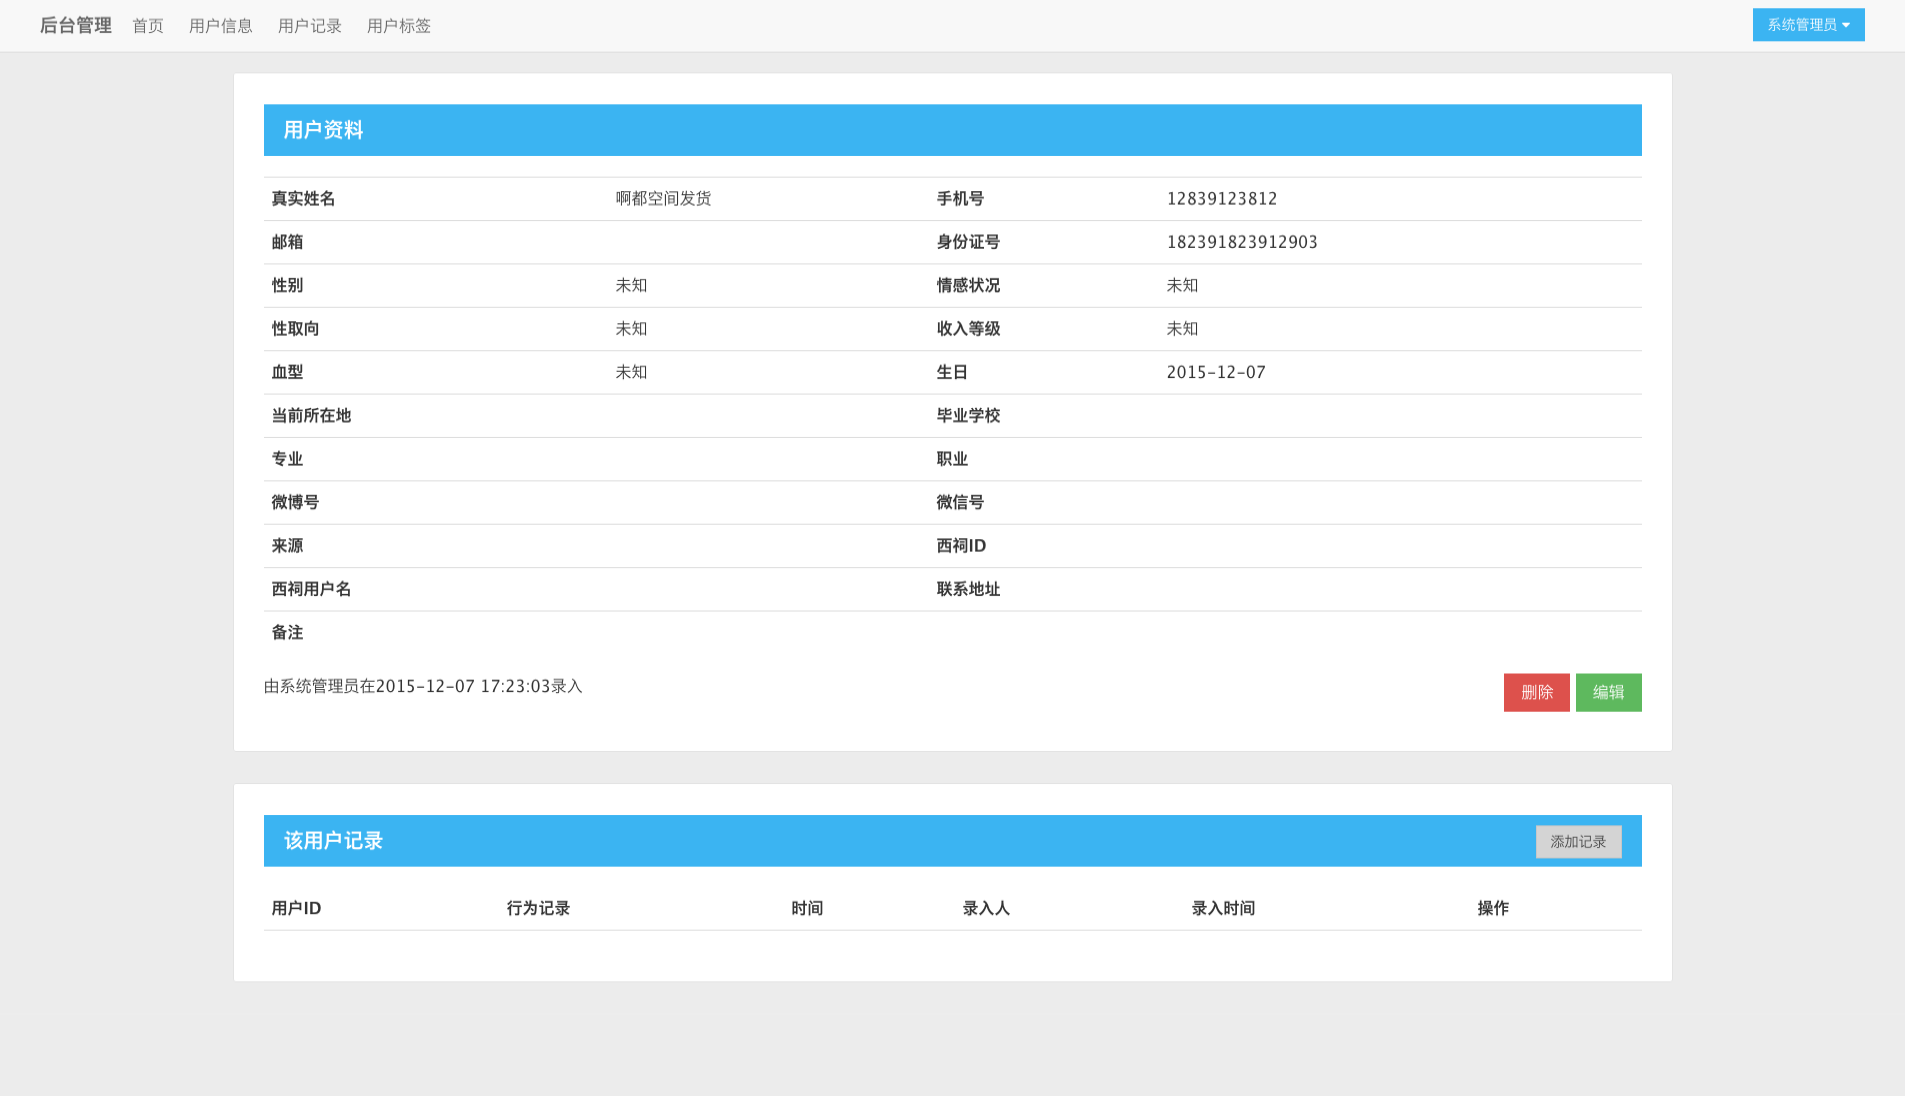 后台管理 首页 用户信息 用户记录 用户标签 系统管理员
用户资料
真实姓名 啊都空间发货 手机号 12839123812
邮箱 身份证号 182391823912903
性别 未知 情感状况 未知
性取向 未知 收入等级 未知
血型 未知 生日 2015-12-07
当前所在地 毕业学校
专业 职业
微博号 微信号
来源 西祠ID
西祠用户名 联系地址
备注
由系统管理员在2015-12-07 17:23:03录入 删除 编辑
该用户记录 添加记录
用户ID 行为记录 时间 录入人 录入时间 操作